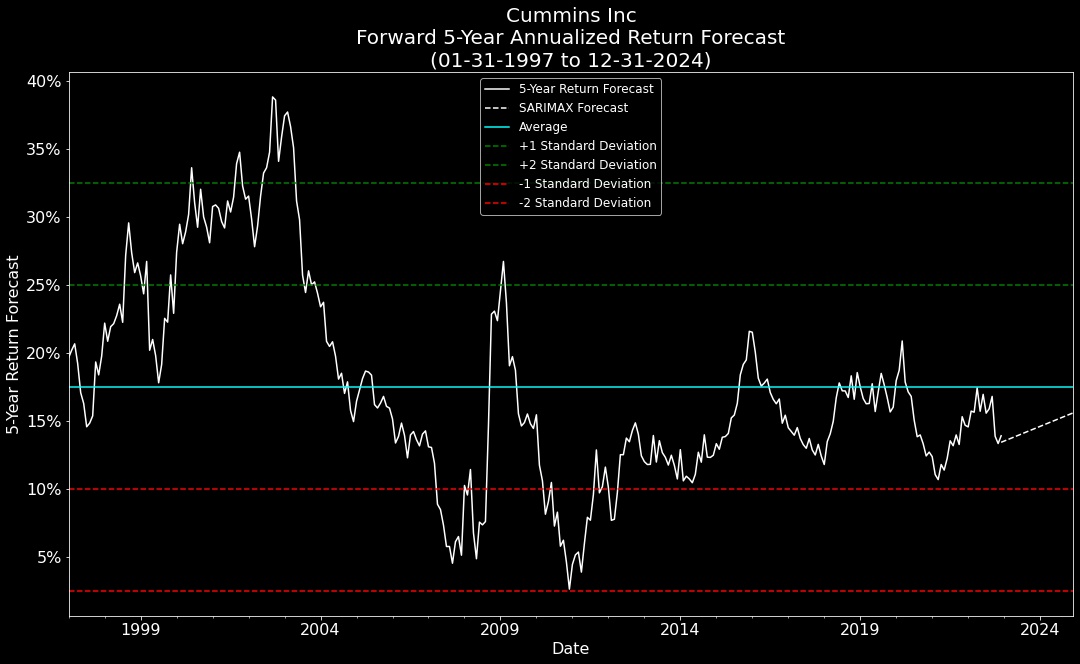 Cummins Inc
Forward 5-Year Annualized Return Forecast
(01-31-1997 to 12-31-2024)
5-Year Return Forecast
SARIMAX Forecast
Average
+1 Standard Deviation
+2 Standard Deviation
-1 Standard Deviation
-2 Standard Deviation
40%
35%
30%
25%
20%
15%
10%
5%
5-Year Return Forecast
1999
2004
2009
2014
2019
2024
Date